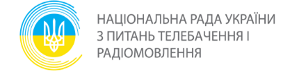 НАЦІОНАЛЬНА РАДА УКРАЇНИ
З ПИТАНЬ ТЕЛЕБАЧЕННЯ І
РАДІОМОВЛЕННЯ